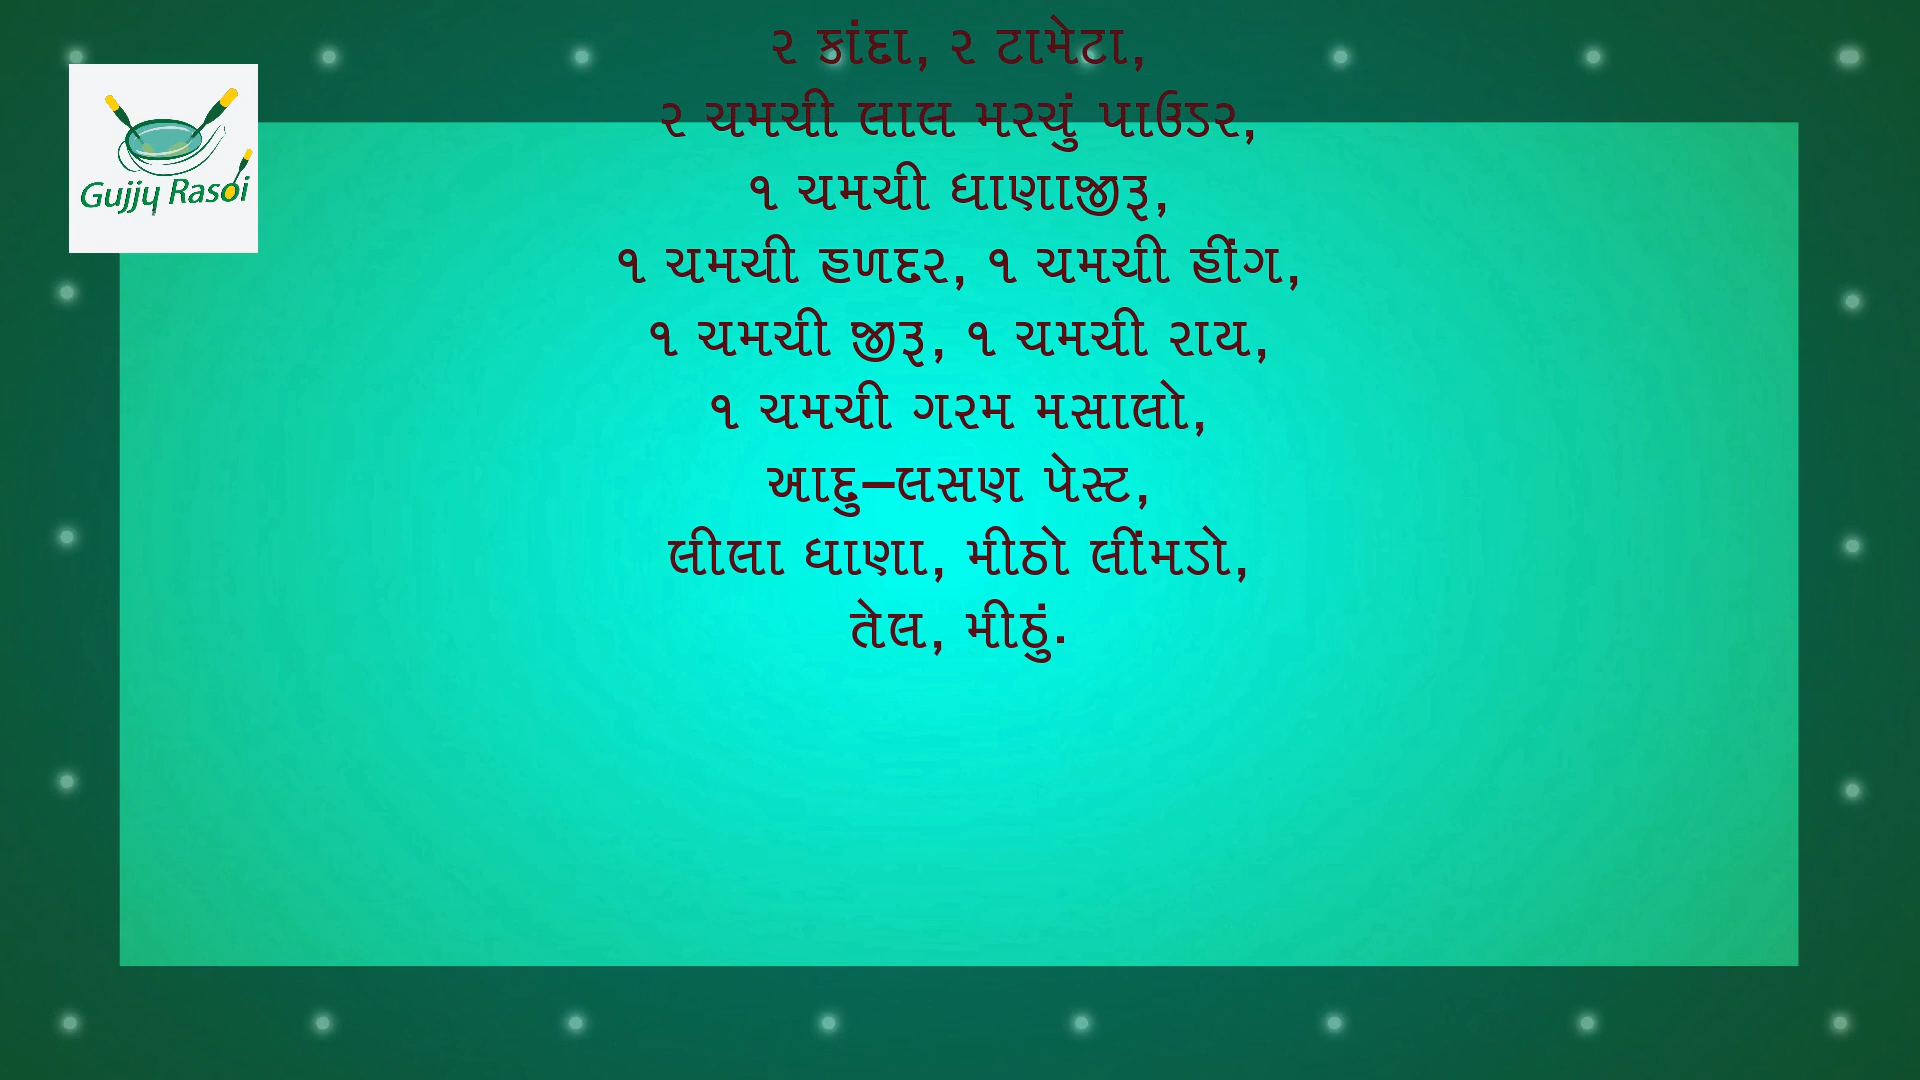 ૨ કાંદા, ૨ ટામેટા,
૨ ચમચી લાલ મરચું પાઉડર,
૧ ચમચી ધાણાજીરૂ,
૧ ચમચી હળદર, ૧ ચમચી હીંગ,
૧ ચમચી જીરૂ, ૧ ચમચી રાય,
૧ ચમચી ગરમ મસાલો,
આદુ–લસણ પેસ્ટ,
લીલા ધાણા, મીઠો લીંમડો,
તેલ, મીઠું.
Gujjy Rasoi